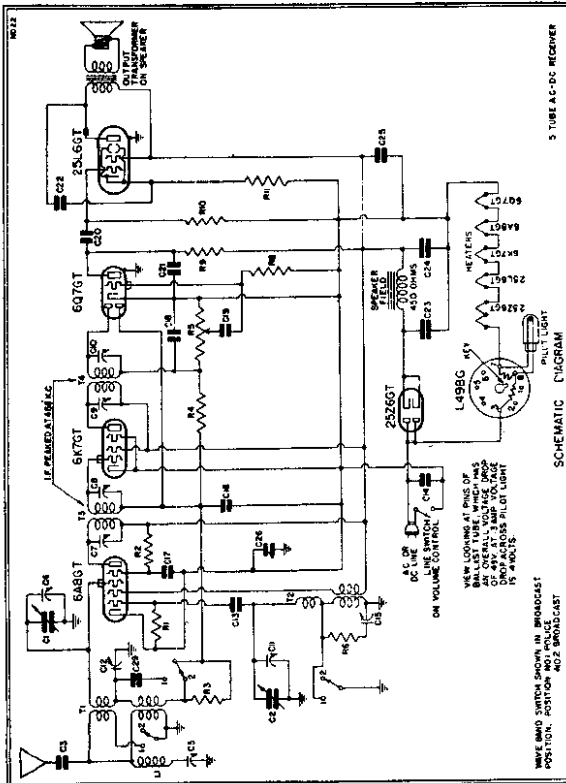 NO 22
C3
L1
C5
T1
C1
C6
C12
C29
R3
6A8GT
R1
R2
C17
C26
C13
C2
C11
T2
R6
C15
C7
T3
C8
C16
I.F. PEAKED AT 456 K.C.
6K7GT
C9
T4
C10
R4
R5
C18
C19
6Q7GT
C21
R8
R9
C20
R10
C22
25L6GT
R11
C25
OUTPUT
TRANSFORMER
ON SPEAKER
SPEAKER
FIELD
450 OHMS
C23
C24
25Z6GT
C14
AC OR
DC LINE
LINE SWITCH
ON VOLUME CONTROL
VIEW LOOKING AT PINS OF
BALLAST TUBE, WHICH HAS
AN OVERALL VOLTAGE DROP
OF 49V. AT .3 AMP VOLTAGE
DROP ACROSS PILOT LIGHT
IS 4 VOLTS.
L49BG
KEY
PILOT LIGHT
HEATERS
25Z6GT
25L6GT
6K7GT
6A8GT
6Q7GT
WAVE BAND SWITCH SHOWN IN BROADCAST
POSITION. POSITION NO.1 POLICE
NO.2 BROADCAST
SCHEMATIC DIAGRAM
5 TUBE AC-DC RECEIVER